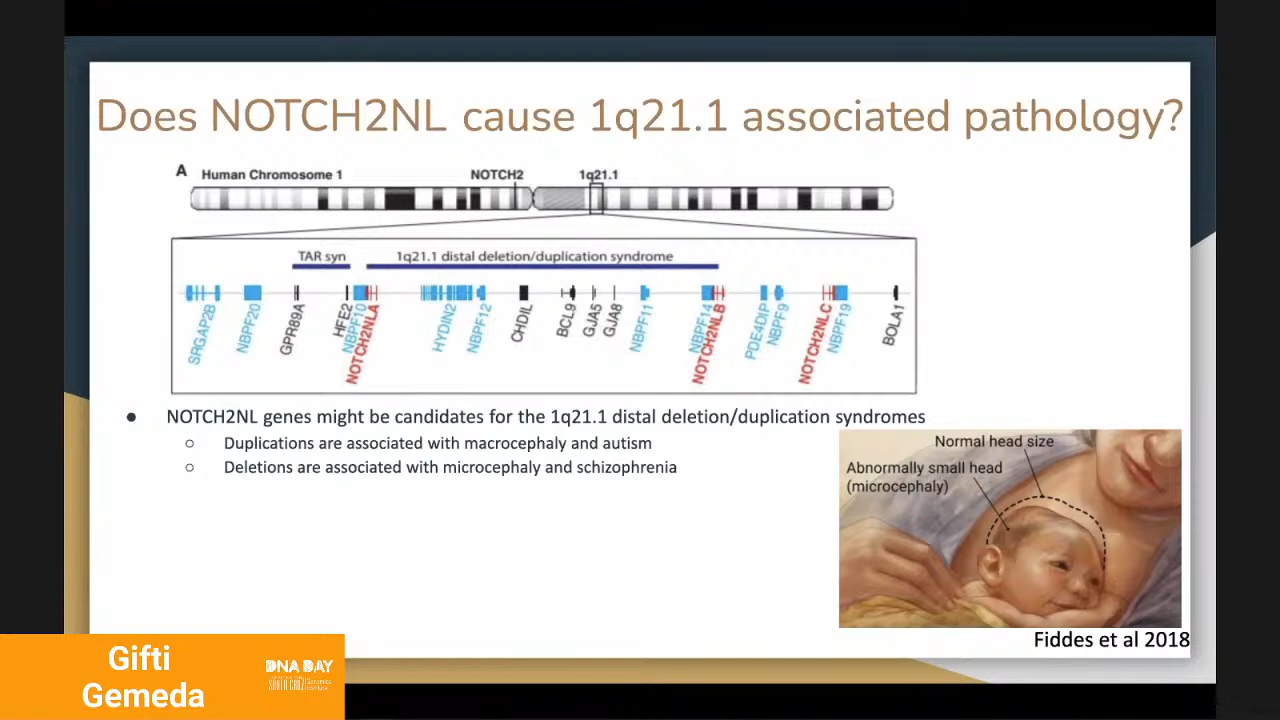 Does NOTCH2NL cause 1q21.1 associated pathology?
A Human Chromosome 1 NOTCH2 1q21.1
TAR syn 1q21.1 distal deletion/duplication syndrome
SRGAP2B
NBPF20
GPR89A
HFE2
NBPF10
NOTCH2NLA
HYDIN2
NBPF12
CHDIL
BCL9
GJA5
GJA8
NBPF11
NBPF14
NOTCH2NLB
PDE4DIP
NBPF9
NOTCH2NLC
NBPF19
BOLA1
● NOTCH2NL genes might be candidates for the 1q21.1 distal deletion/duplication syndromes
○ Duplications are associated with macrocephaly and autism
○ Deletions are associated with microcephaly and schizophrenia
Normal head size
Abnormally small head
(microcephaly)
Fiddes et al 2018
Gifti
Gemeda
DNA DAY
SANTA CRUZ Genomics
Institute